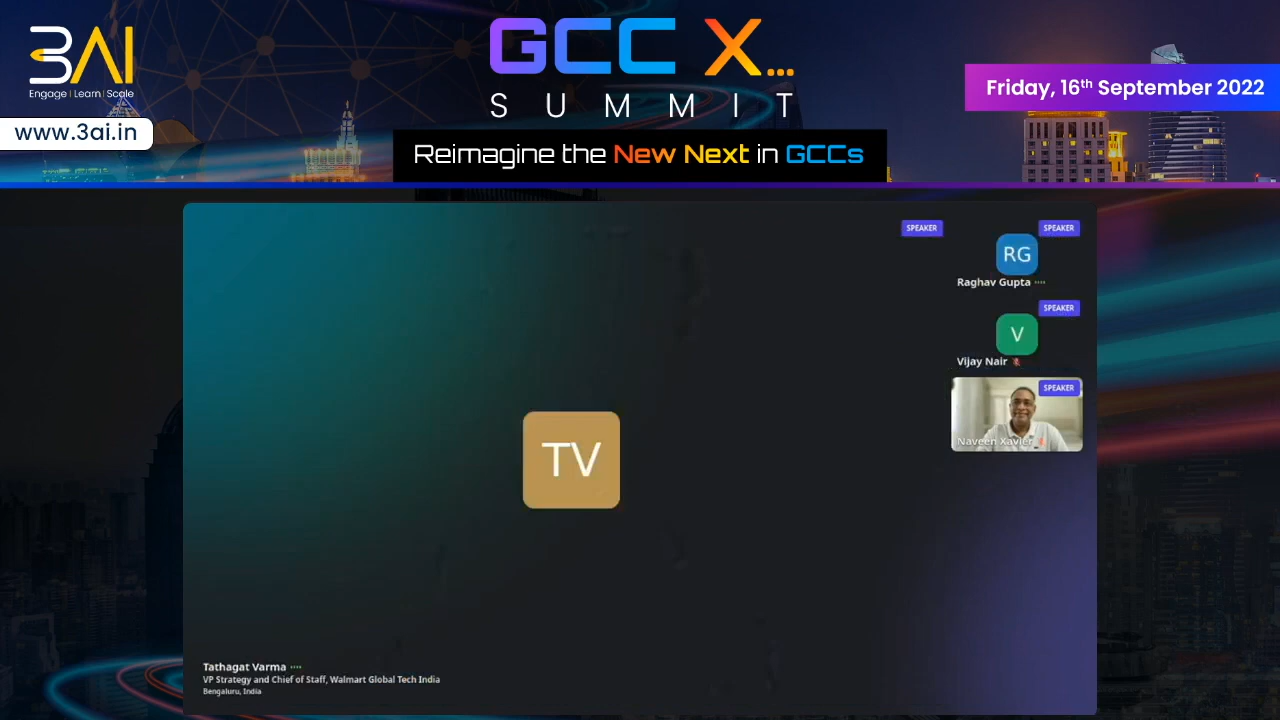 3AI
Engage | Learn | Scale
www.3ai.in
GCC X...
SUMMIT
Reimagine the New Next in GCCs
Friday, 16th September 2022
SPEAKER
SPEAKER
RG
Raghav Gupta
SPEAKER
V
Vijay Nair
SPEAKER
Naveen Xavier
TV
Tathagat Varma
VP Strategy and Chief of Staff, Walmart Global Tech India
Bengaluru, India